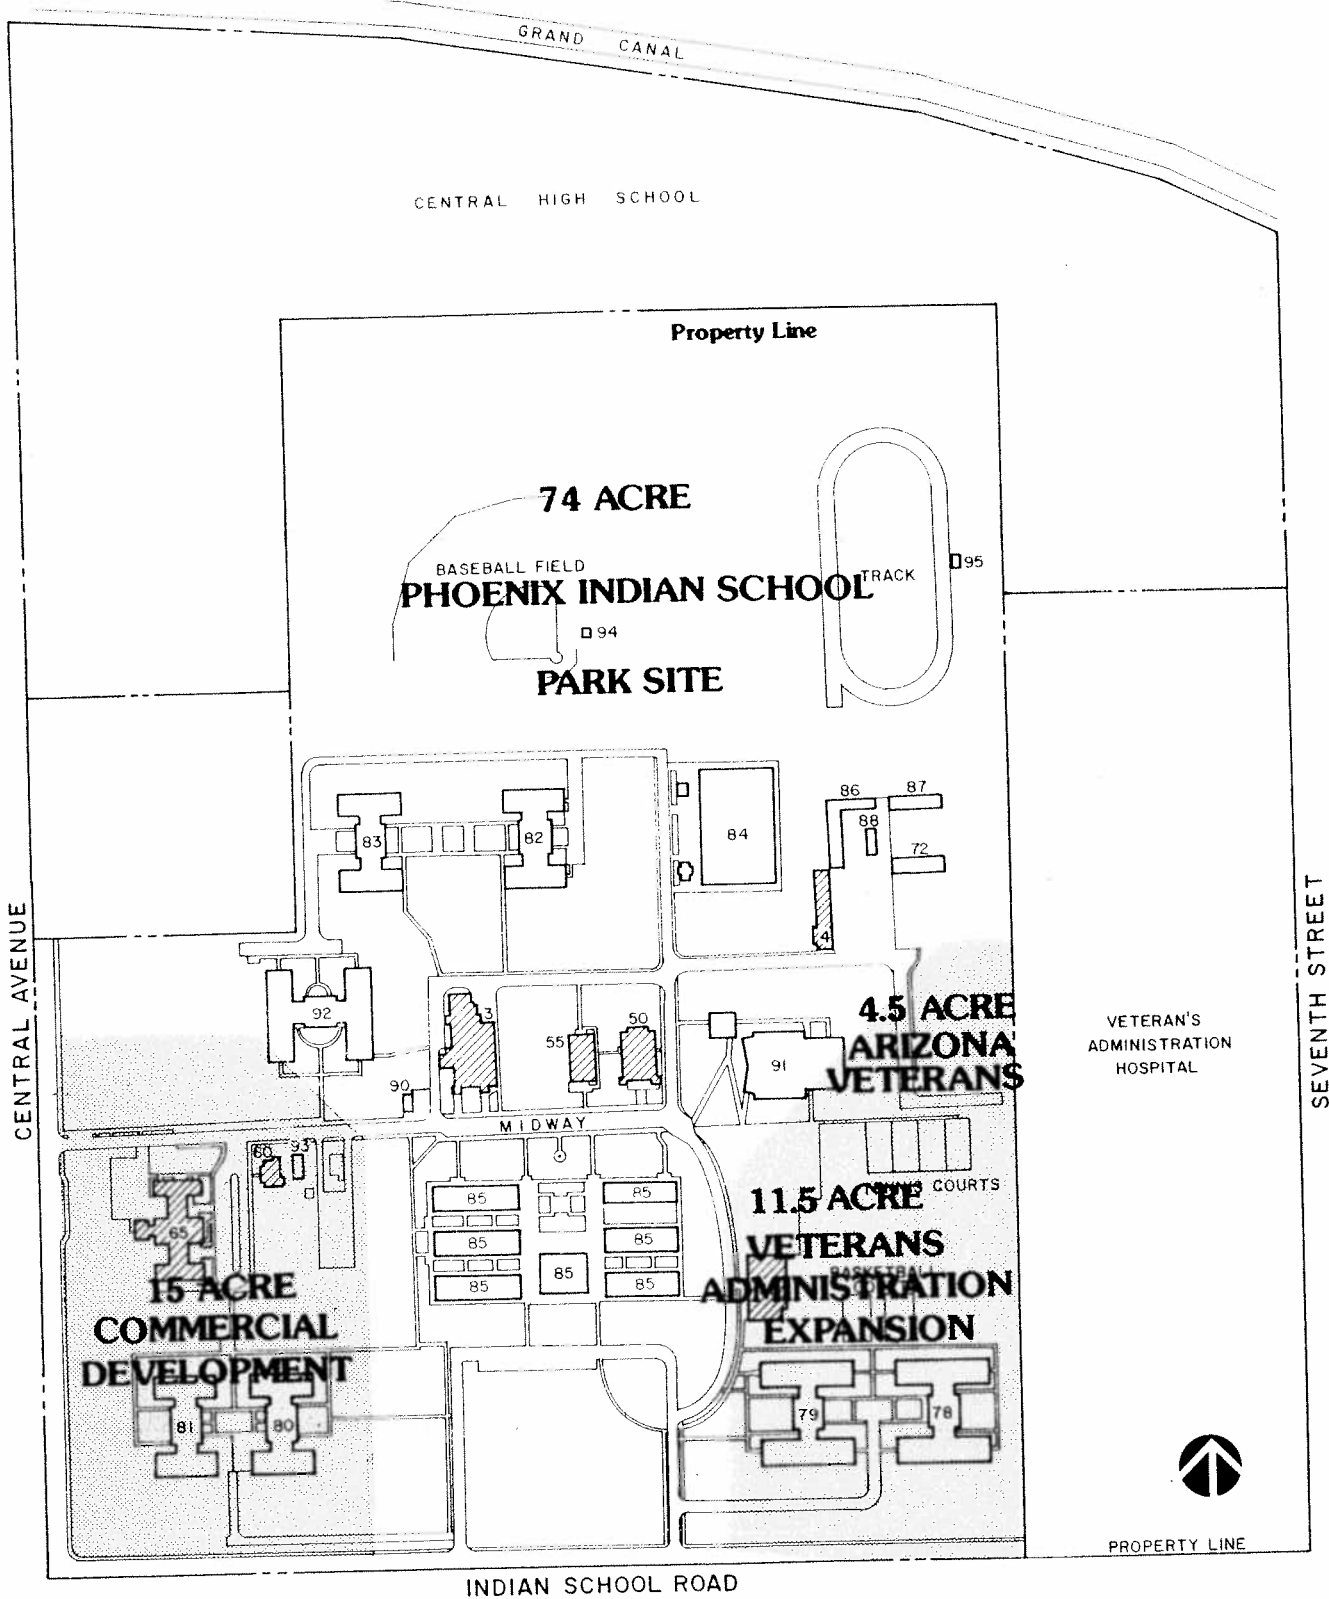 GRAND CANAL
CENTRAL HIGH SCHOOL
Property Line
74 ACRE
BASEBALL FIELD
PHOENIX INDIAN SCHOOL
TRACK
95
94
PARK SITE
86
87
83
82
84
88
72
4
CENTRAL AVENUE
SEVENTH STREET
92
3
55
50
91
4.5 ACRE
ARIZONA
VETERANS
VETERAN'S
ADMINISTRATION
HOSPITAL
90
MIDWAY
60
93
65
85
85
85
85
85
85
85
COURTS
11.5 ACRE
VETERANS
BASKETBALL
ADMINISTRATION
EXPANSION
15 ACRE
COMMERCIAL
DEVELOPMENT
81
80
79
78
PROPERTY LINE
INDIAN SCHOOL ROAD